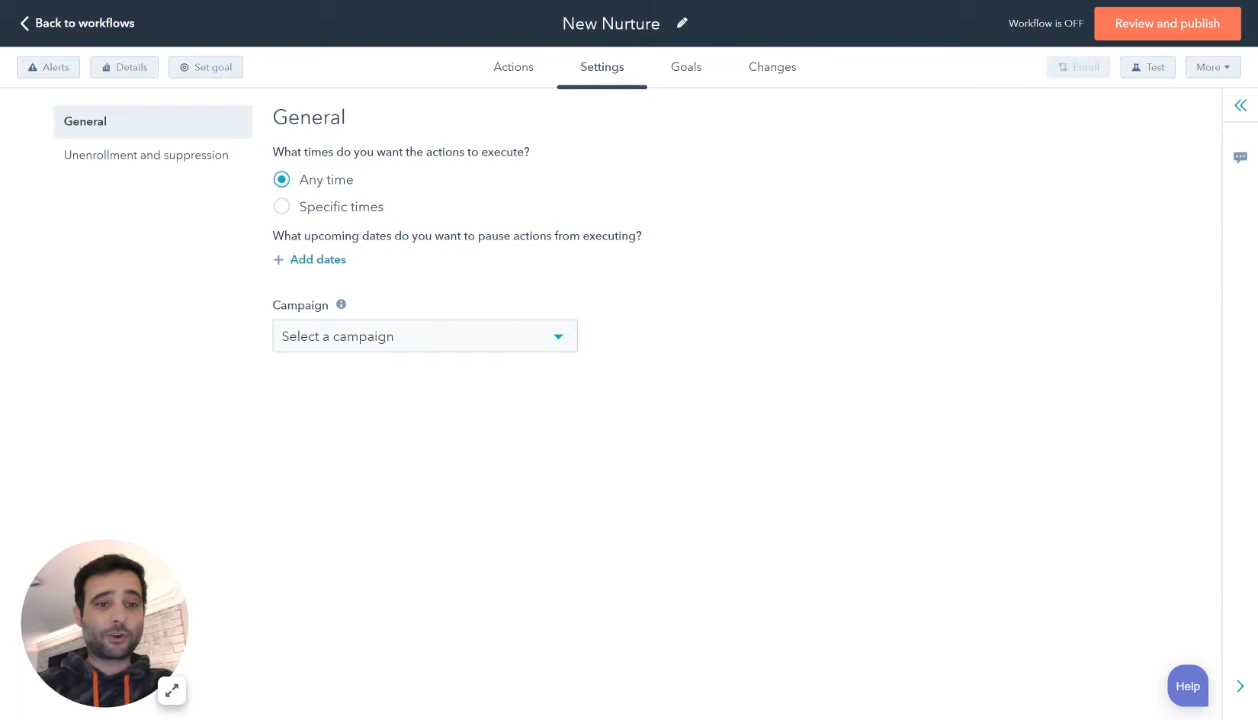 Back to workflows
New Nurture
Workflow is OFF
Review and publish
Alerts
Details
Set goal
Actions
Settings
Goals
Changes
Enroll
Test
More
General
Unenrollment and suppression
General
What times do you want the actions to execute?
Any time
Specific times
What upcoming dates do you want to pause actions from executing?
+ Add dates
Campaign
Select a campaign
Help